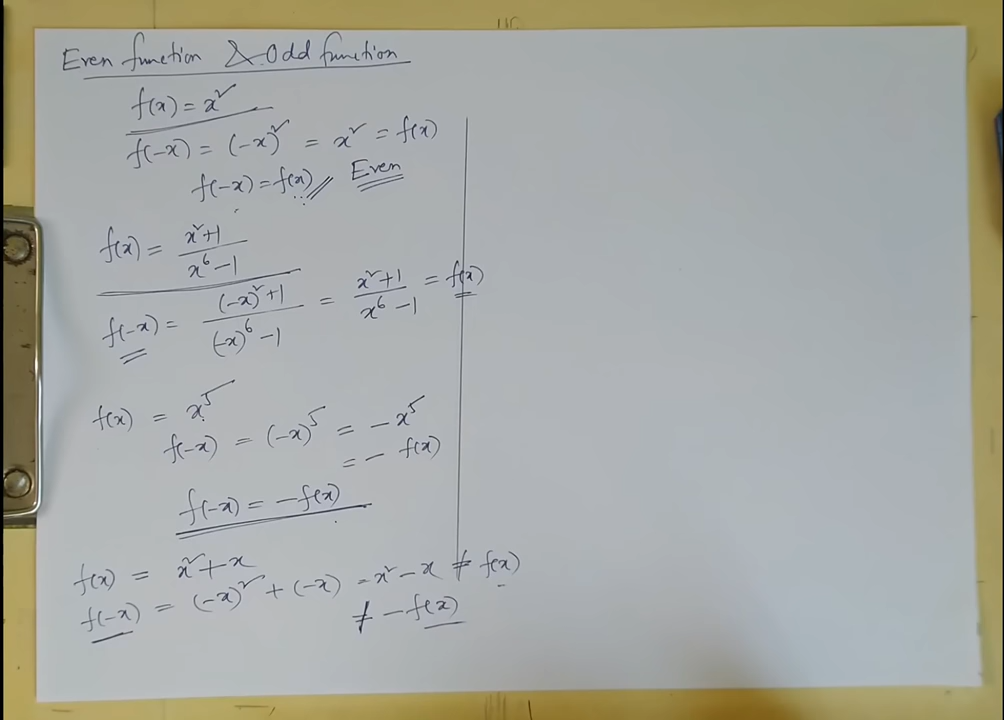 Even function & Odd function
f(x) = x²
f(-x) = (-x)² = x² = f(x)
f(-x) = f(x) Even
f(x) = (x²+1)/(x⁶-1)
f(-x) = ((-x)²+1)/((-x)⁶-1) = (x²+1)/(x⁶-1) = f(x)
f(x) = x⁵
f(-x) = (-x)⁵ = -x⁵
= - f(x)
f(-x) = -f(x)
f(x) = x²+x
f(-x) = (-x)² + (-x) = x² - x ≠ f(x)
≠ - f(x)